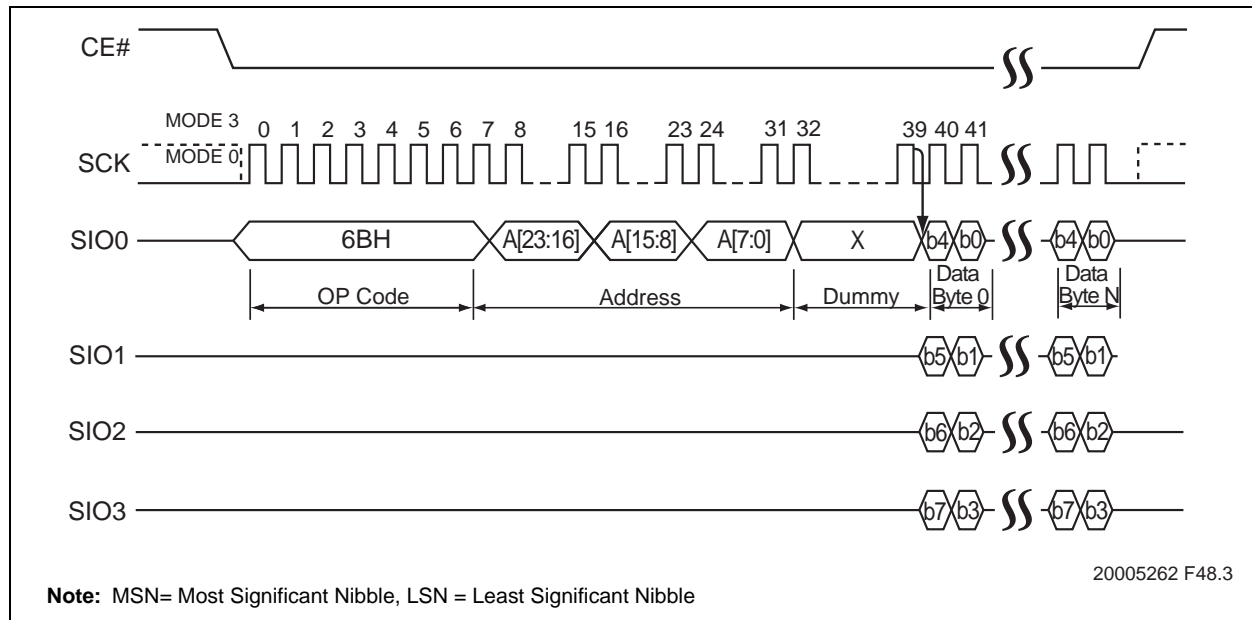 CE#
MODE 3
0 1 2 3 4 5 6 7 8 15 16 23 24 31 32 39 40 41
SCK
MODE 0
SIO0
6BH A[23:16] A[15:8] A[7:0] X b4 b0 b4 b0
OP Code Address Dummy Data Byte 0 Data Byte N
SIO1 b5 b1 b5 b1
SIO2 b6 b2 b6 b2
SIO3 b7 b3 b7 b3
20005262 F48.3
Note: MSN= Most Significant Nibble, LSN = Least Significant Nibble